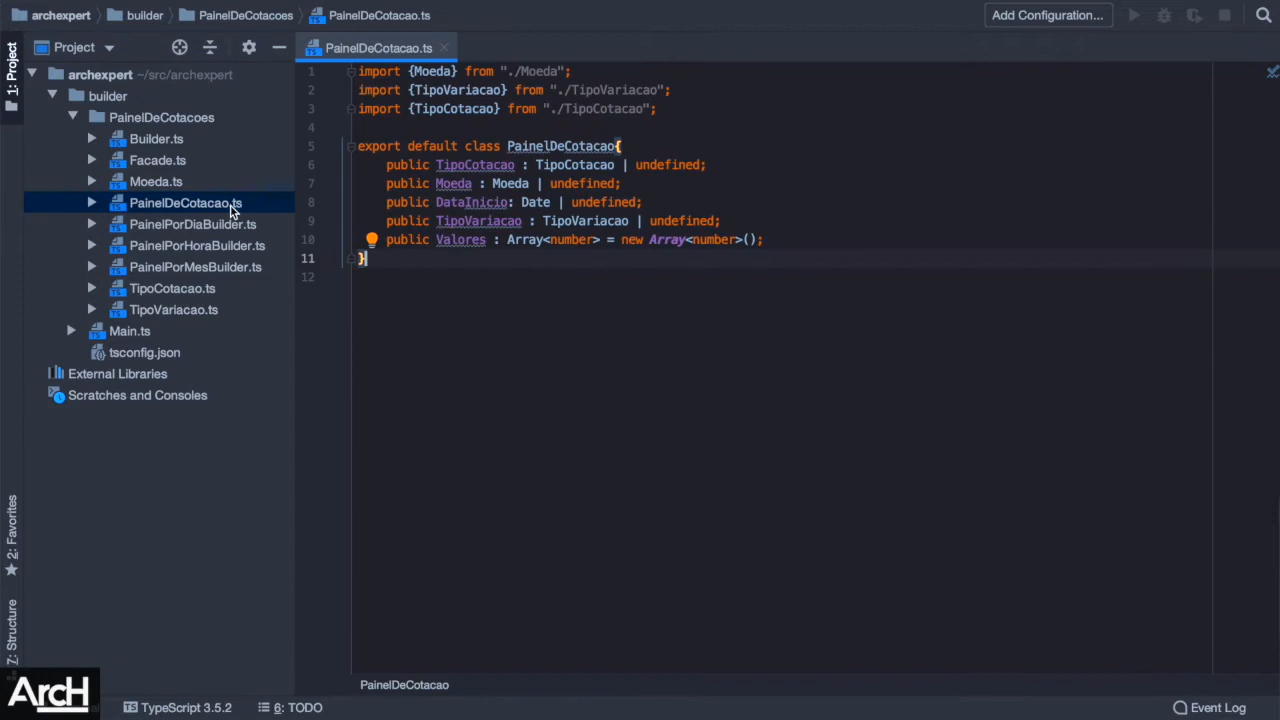 archexpert builder PainelDeCotacoes PainelDeCotacao.ts
Add Configuration...
1: Project
Project
PainelDeCotacao.ts
archexpert ~/src/archexpert
builder
PainelDeCotacoes
Builder.ts
Facade.ts
Moeda.ts
PainelDeCotacao.ts
PainelPorDiaBuilder.ts
PainelPorHoraBuilder.ts
PainelPorMesBuilder.ts
TipoCotacao.ts
TipoVariacao.ts
Main.ts
tsconfig.json
External Libraries
Scratches and Consoles
1 import {Moeda} from "./Moeda";
2 import {TipoVariacao} from "./TipoVariacao";
3 import {TipoCotacao} from "./TipoCotacao";
4
5 export default class PainelDeCotacao{
6 public TipoCotacao : TipoCotacao | undefined;
7 public Moeda : Moeda | undefined;
8 public DataInicio: Date | undefined;
9 public TipoVariacao : TipoVariacao | undefined;
10 public Valores : Array<number> = new Array<number>();
11 }
12
2: Favorites
7: Structure
PainelDeCotacao
ArcH
TypeScript 3.5.2
6: TODO
Event Log